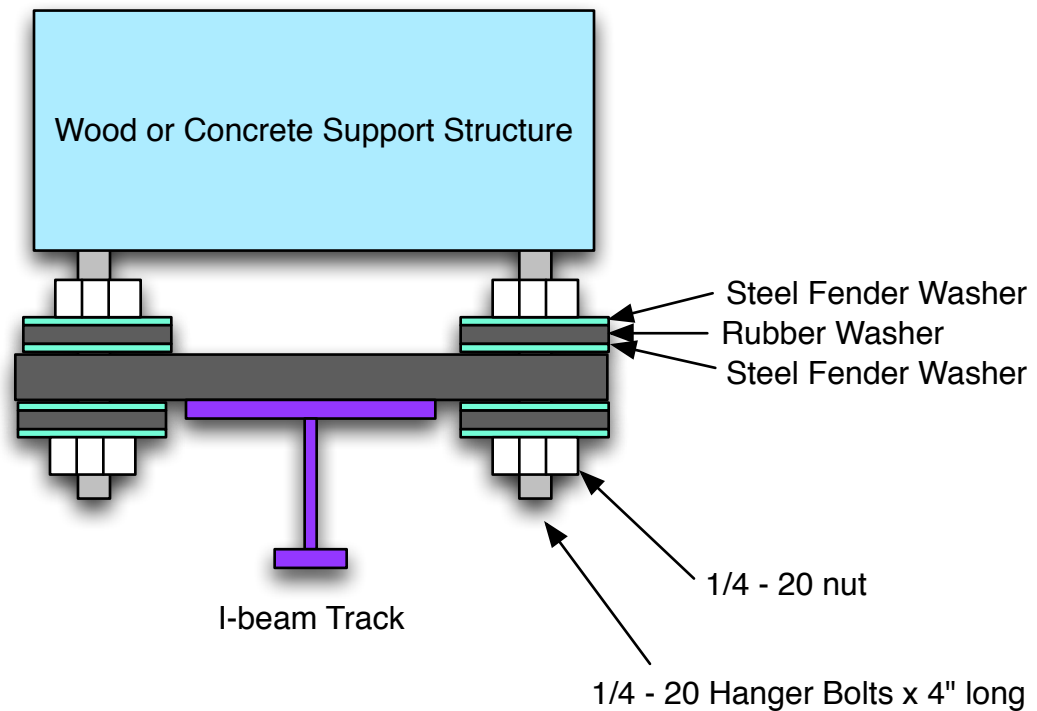 Wood or Concrete Support Structure
Steel Fender Washer
Rubber Washer
Steel Fender Washer
1/4 - 20 nut
I-beam Track
1/4 - 20 Hanger Bolts x 4" long